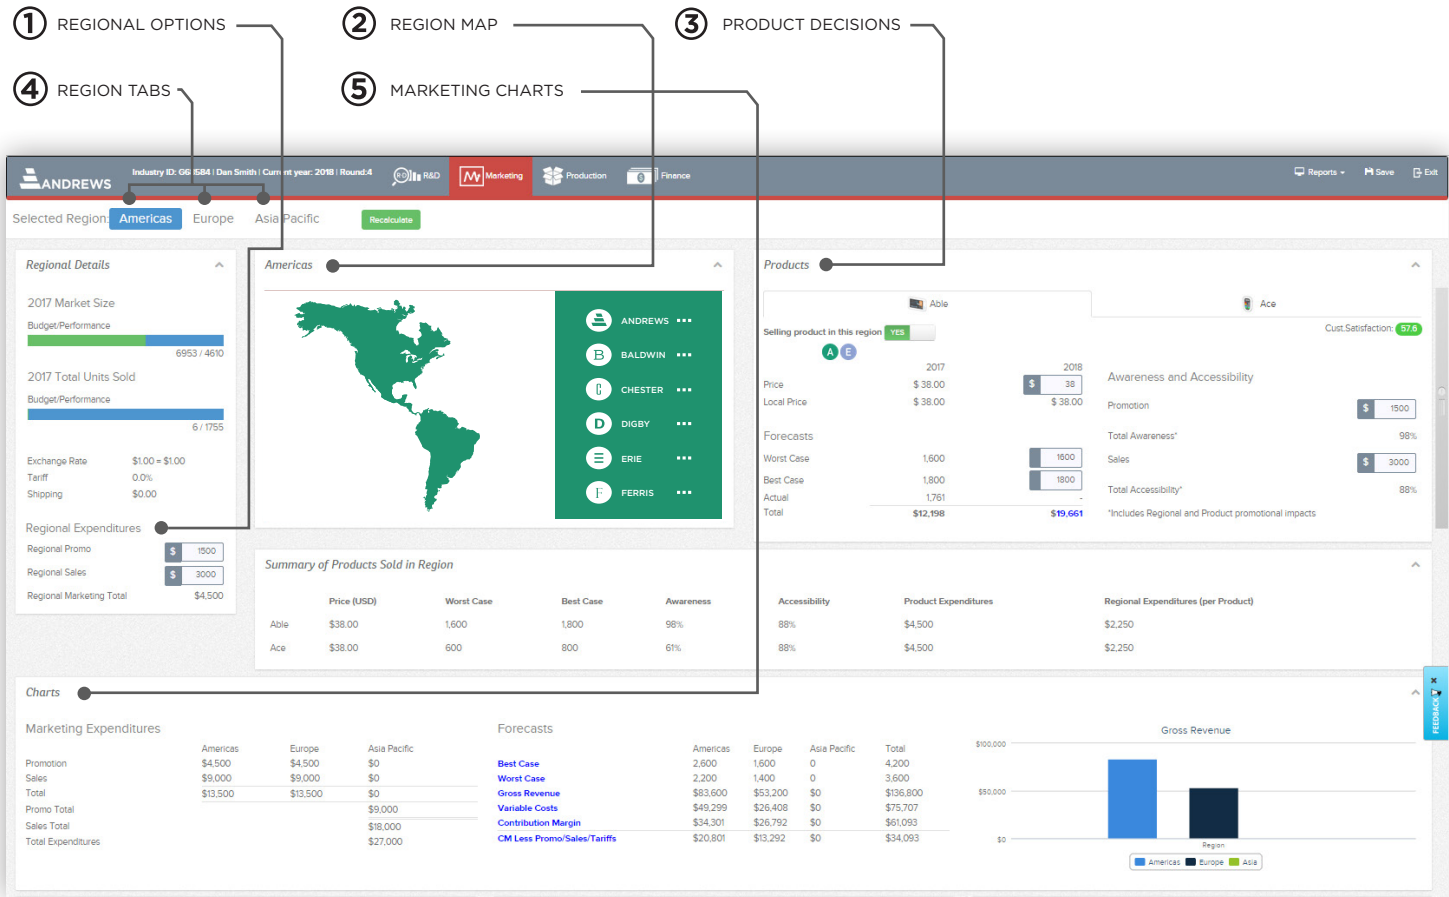 1 REGIONAL OPTIONS
2 REGION MAP
3 PRODUCT DECISIONS
4 REGION TABS
5 MARKETING CHARTS
ANDREWS
Industry ID: | Dan Smith | Current year: 2018 | Round:4
R&D
Marketing
Production
Finance
Reports
Save
Exit
Selected Region: Americas Europe Asia Pacific
Recalculate
Regional Details
2017 Market Size
Budget/Performance
6953 / 4610
2017 Total Units Sold
Budget/Performance
6 / 1755
Exchange Rate $1.00 = $1.00
Tariff 0.0%
Shipping $0.00
Regional Expenditures
Regional Promo $ 1500
Regional Sales $ 3000
Regional Marketing Total $4,500
Americas
ANDREWS
B BALDWIN
C CHESTER
D DIGBY
ERIE
F FERRIS
Products
Able
Ace
Selling product in this region YES
Cust.Satisfaction: 57.6
A E
2017 2018
Price $ 38.00 $ 38
Local Price $ 38.00 $ 38.00
Forecasts
Worst Case 1,600 1600
Best Case 1,800 1800
Actual 1,761 -
Total $12,198 $19,661
Awareness and Accessibility
Promotion $ 1500
Total Awareness* 98%
Sales $ 3000
Total Accessibility* 88%
*Includes Regional and Product promotional impacts
Summary of Products Sold in Region
Price (USD) Worst Case Best Case Awareness Accessibility Product Expenditures Regional Expenditures (per Product)
Able $38.00 1,600 1,800 98% 88% $4,500 $2,250
Ace $38.00 600 800 61% 88% $4,500 $2,250
FEEDBACK
Charts
Marketing Expenditures
Americas Europe Asia Pacific
Promotion $4,500 $4,500 $0
Sales $9,000 $9,000 $0
Total $13,500 $13,500 $0
Promo Total $9,000
Sales Total $18,000
Total Expenditures $27,000
Forecasts
Americas Europe Asia Pacific Total
Best Case 2,600 1,600 0 4,200
Worst Case 2,200 1,400 0 3,600
Gross Revenue $83,600 $53,200 $0 $136,800
Variable Costs $49,299 $26,408 $0 $75,707
Contribution Margin $34,301 $26,792 $0 $61,093
CM Less Promo/Sales/Tariffs $20,801 $13,292 $0 $34,093
Gross Revenue
$100,000
$50,000
$0
Region
Americas Europe Asia